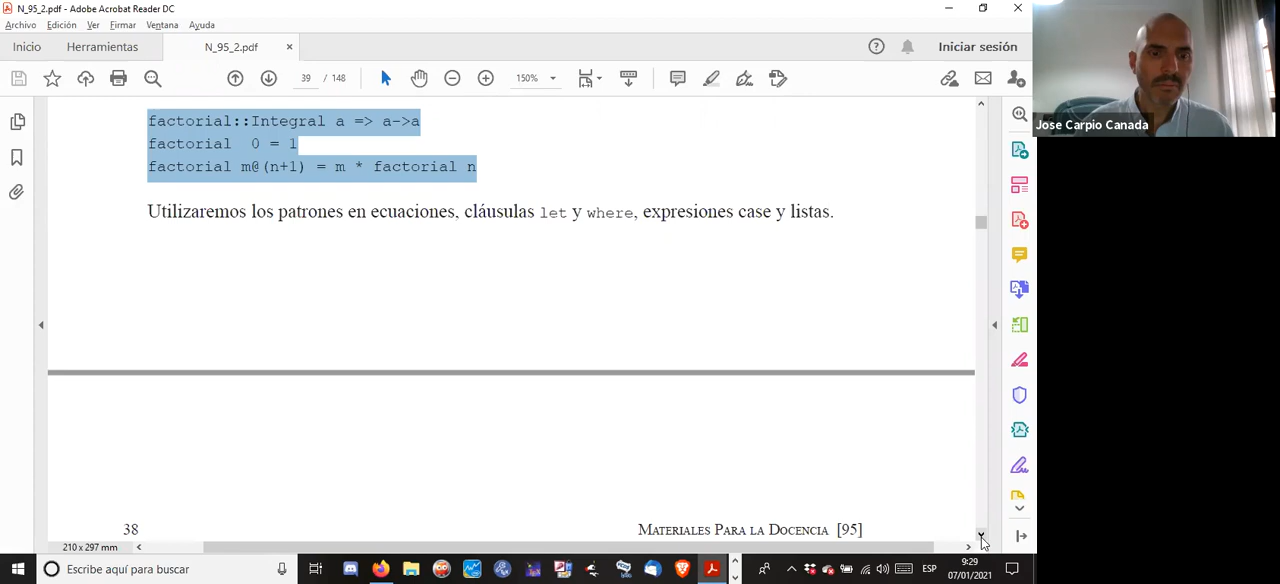 N_95_2.pdf - Adobe Acrobat Reader DC
Archivo Edición Ver Firmar Ventana Ayuda
Inicio Herramientas N_95_2.pdf × Iniciar sesión
39 / 148 150%
Jose Carpio Canada
factorial::Integral a => a->a
factorial 0 = 1
factorial m@(n+1) = m * factorial n
Utilizaremos los patrones en ecuaciones, cláusulas let y where, expresiones case y listas.
38 MATERIALES PARA LA DOCENCIA [95]
210 x 297 mm
Escribe aquí para buscar ESP 9:29
07/01/2021